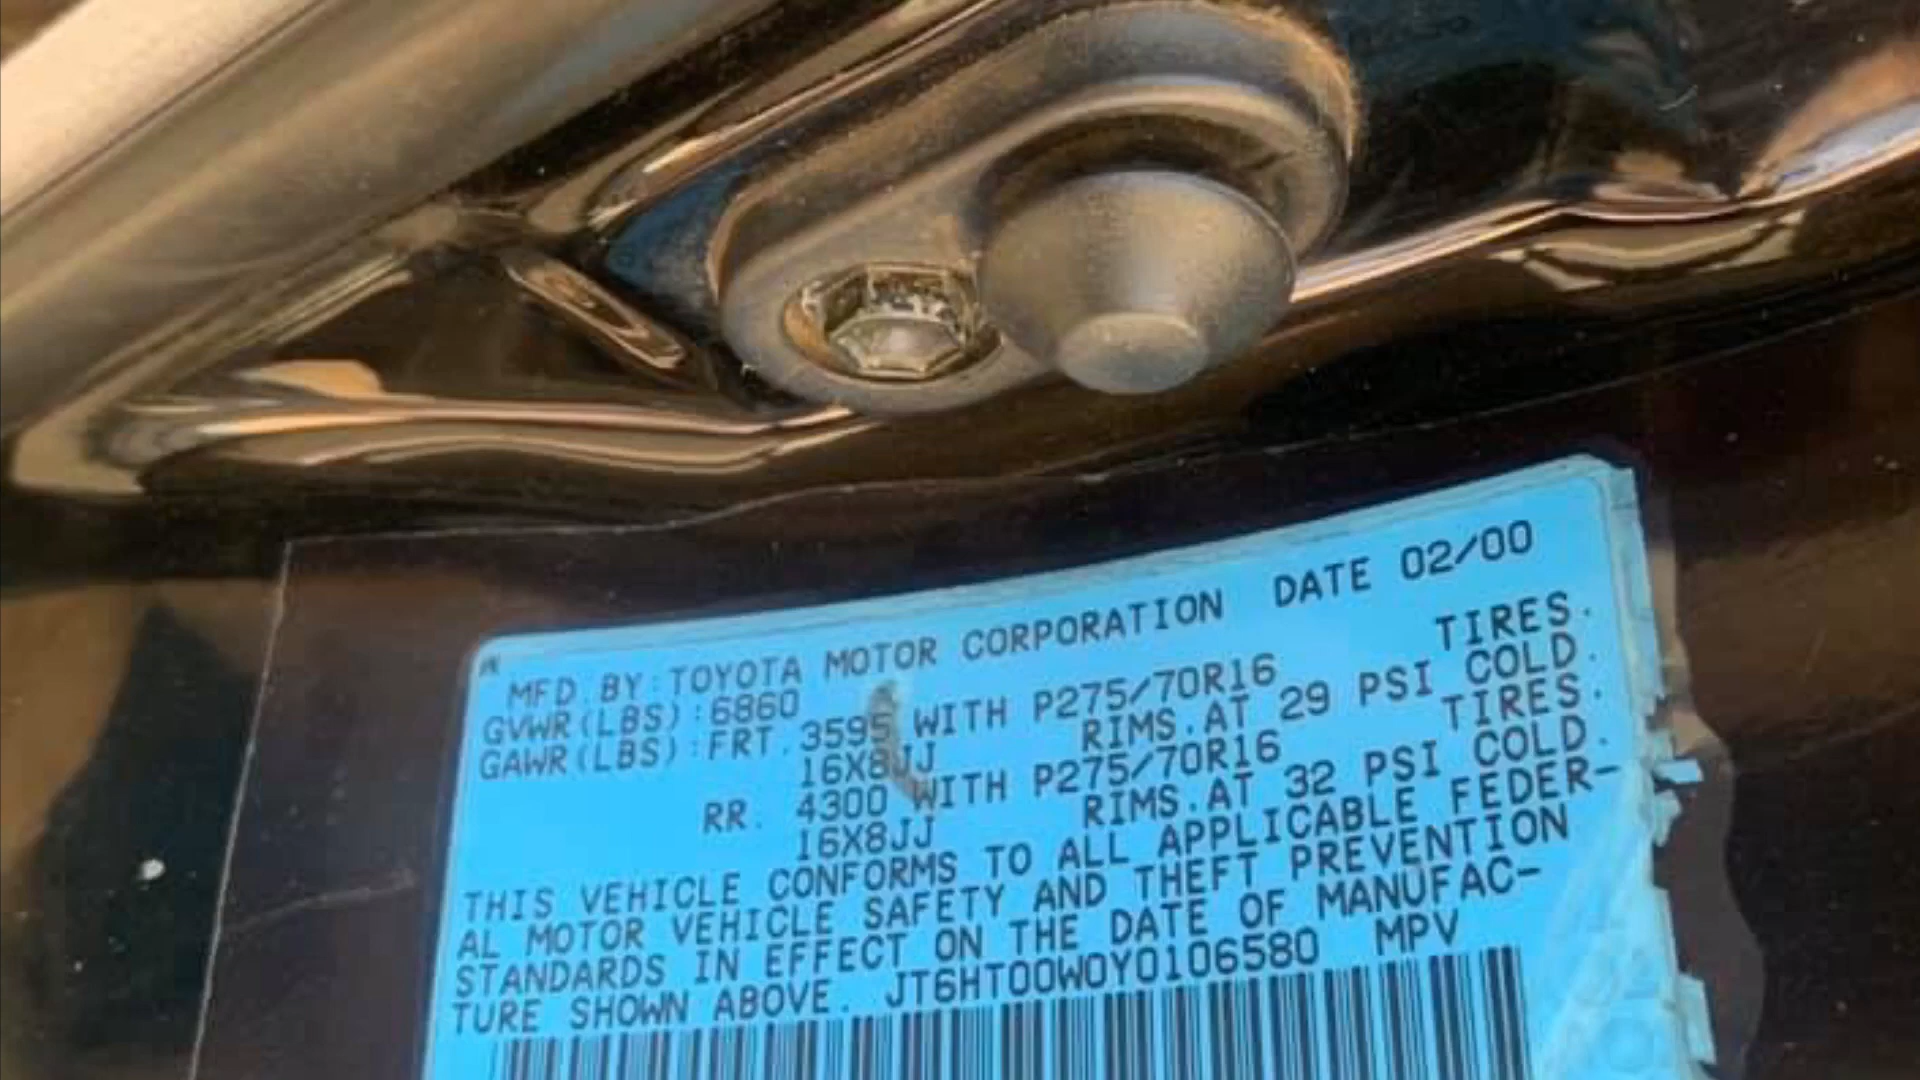 MFD.BY:TOYOTA MOTOR CORPORATION DATE 02/00
GVWR(LBS):6860 TIRES.
GAWR(LBS):FRT.3595 WITH P275/70R16 COLD.
16X8JJ RIMS.AT 29 PSI TIRES.
RR. 4300 WITH P275/70R16 COLD.
16X8JJ RIMS.AT 32 PSI
THIS VEHICLE CONFORMS TO ALL APPLICABLE FEDER-
AL MOTOR VEHICLE SAFETY AND THEFT PREVENTION
STANDARDS IN EFFECT ON THE DATE OF MANUFAC-
TURE SHOWN ABOVE. JT6HT00W0Y0106580 MPV